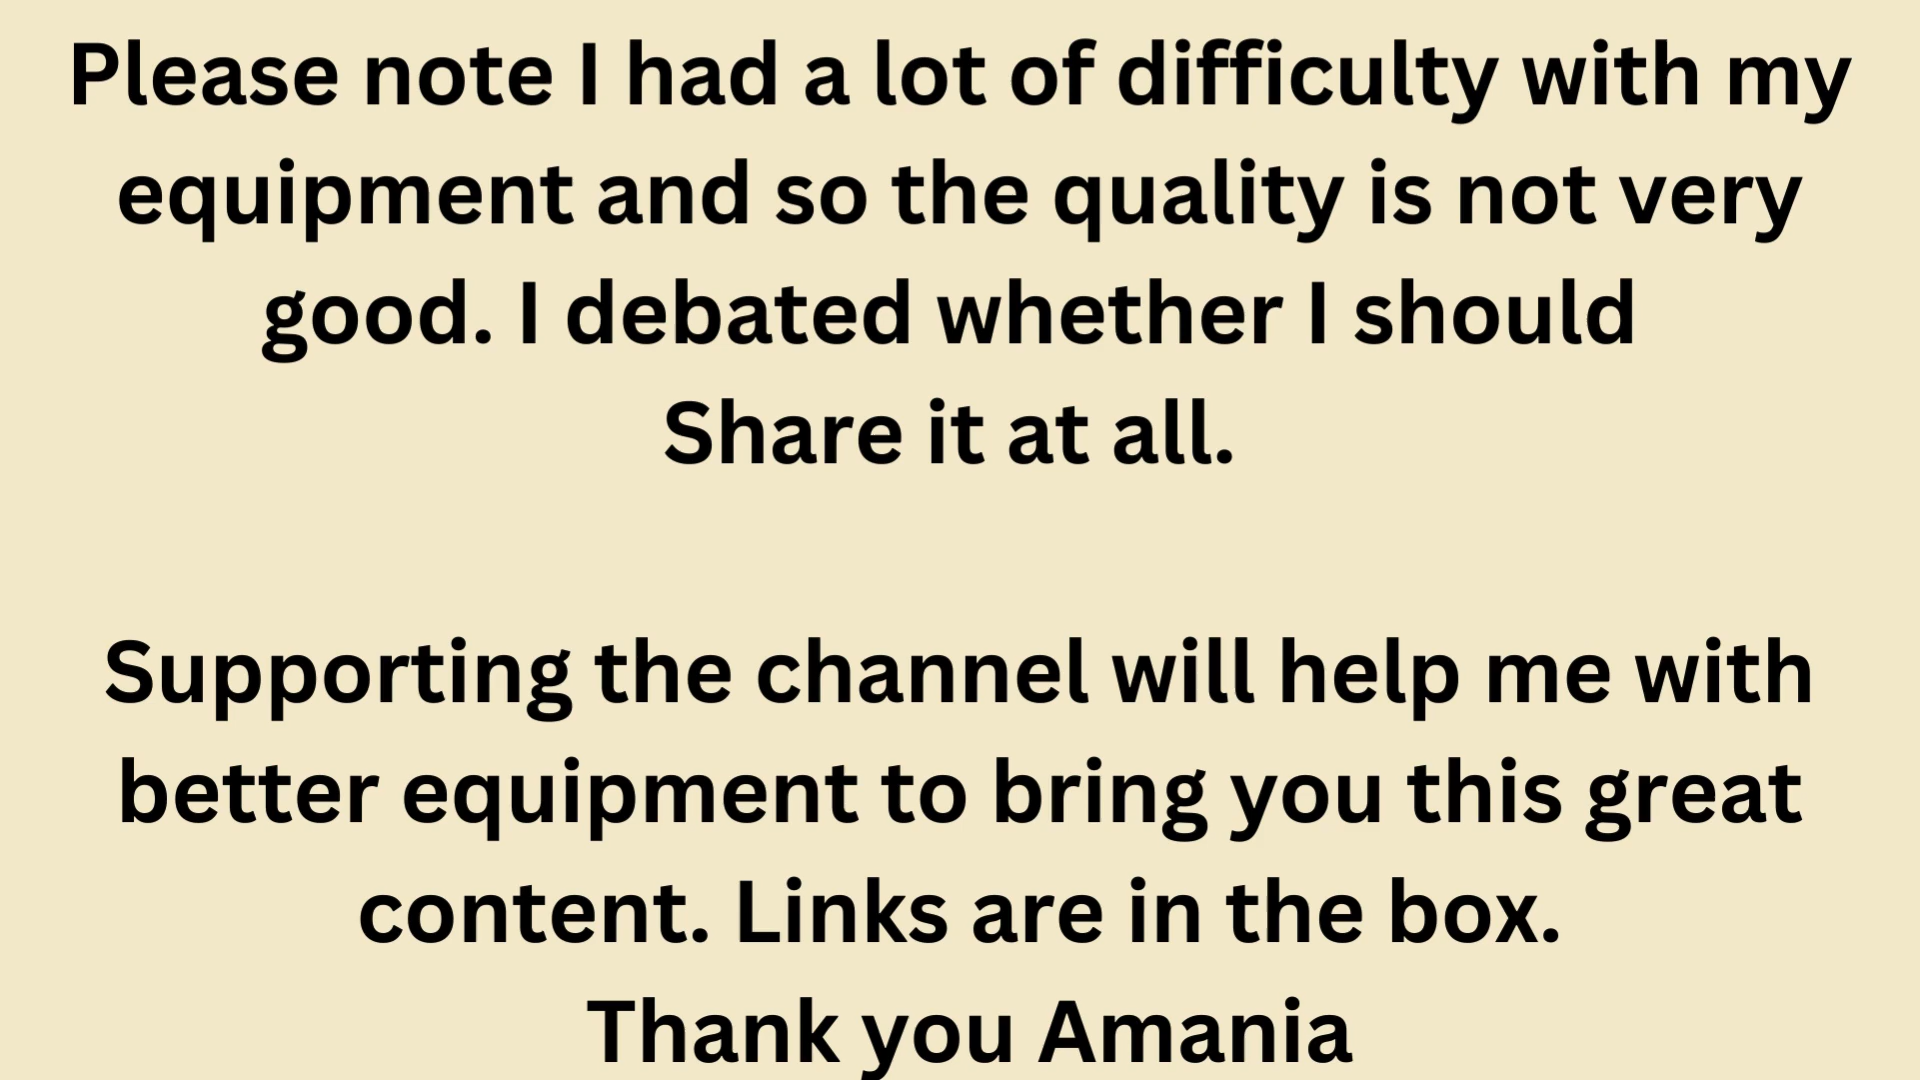 Please note I had a lot of difficulty with my
equipment and so the quality is not very
good. I debated whether I should
Share it at all.
Supporting the channel will help me with
better equipment to bring you this great
content. Links are in the box.
Thank you Amania